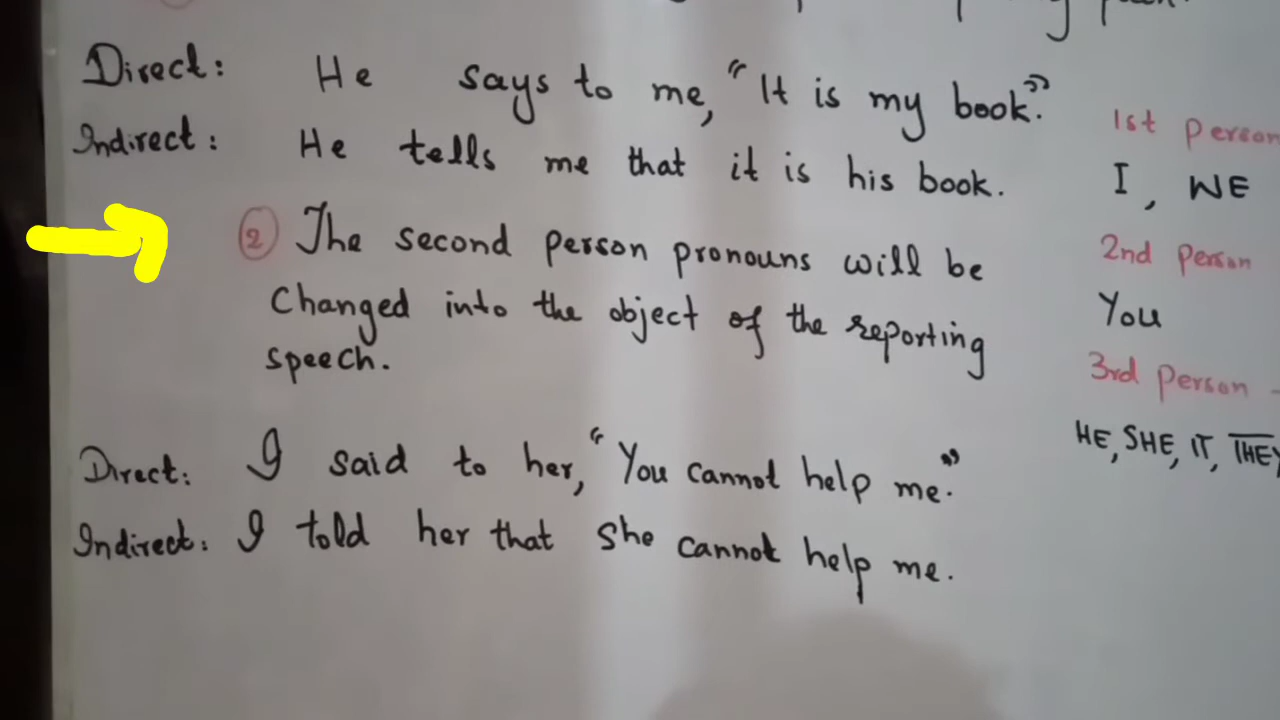 Direct: He says to me, "It is my book."
Indirect: He tells me that it is his book.
2 The second person pronouns will be
Changed into the object of the reporting
speech.
Direct: I said to her, "You cannot help me."
Indirect: I told her that she cannot help me.
1st person
I, WE
2nd person
You
3rd person -
HE, SHE, IT, THEY